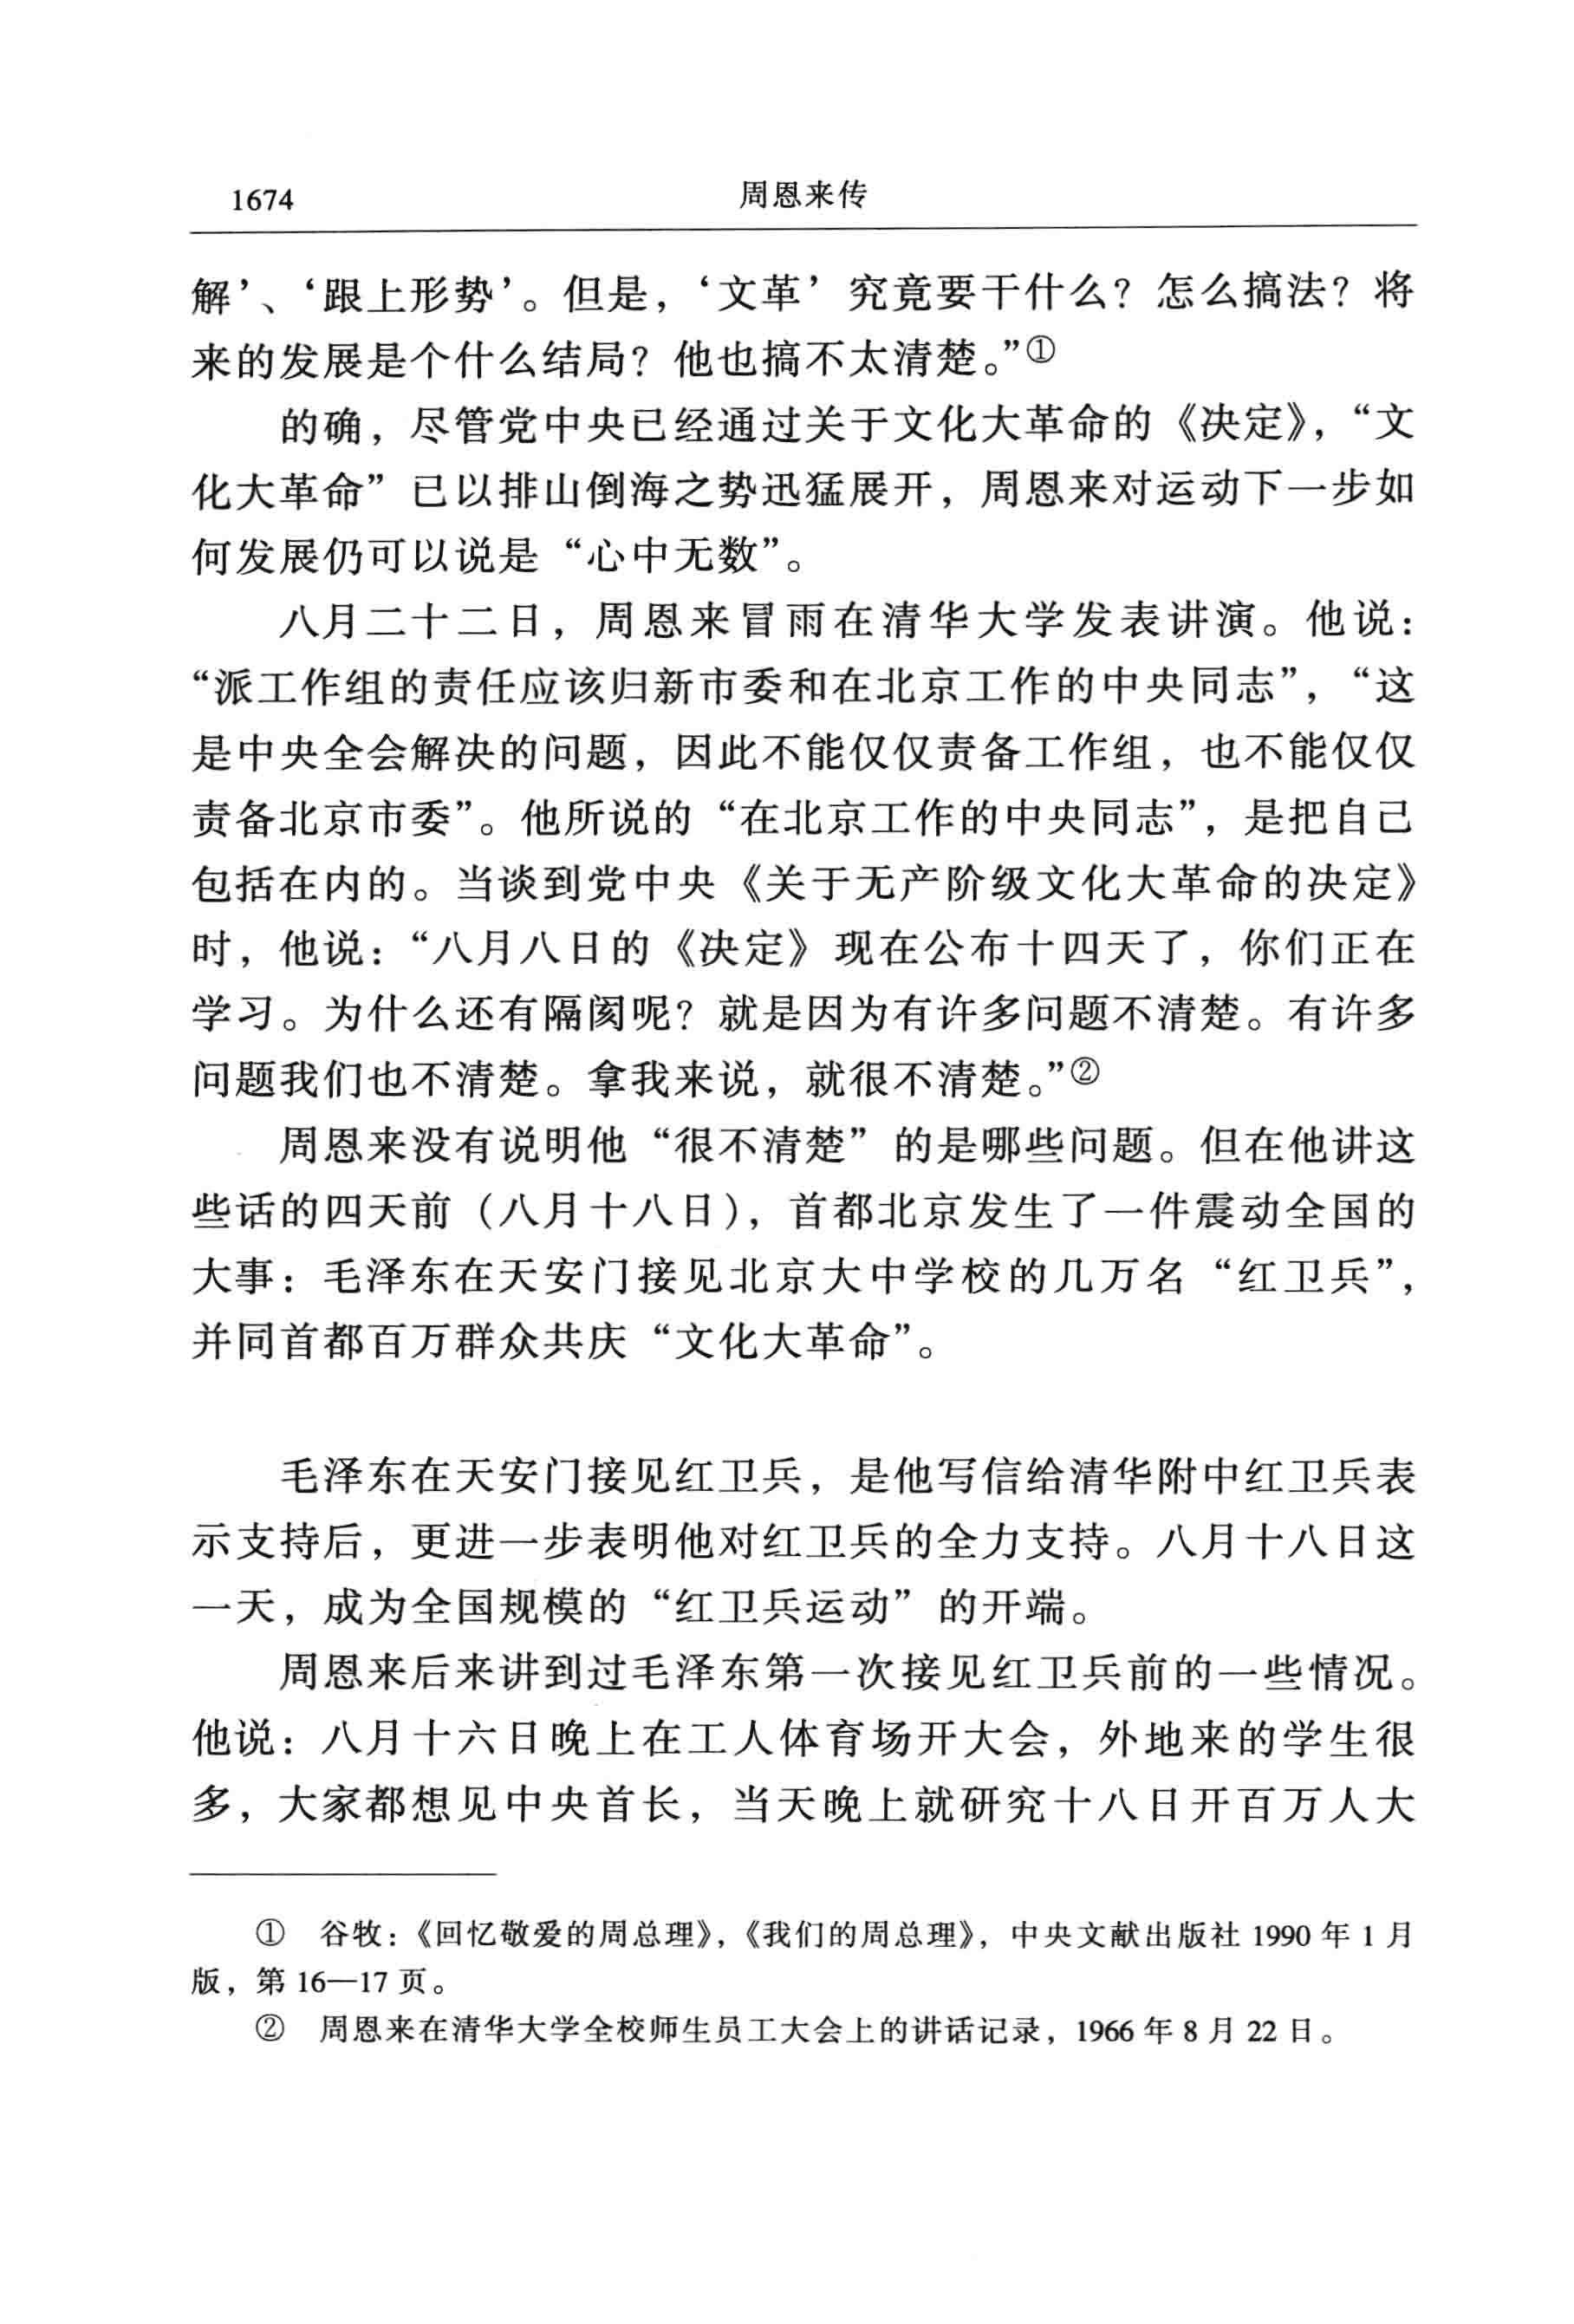 1674
周恩来传
解’、‘跟上形势’。但是，‘文革’究竟要干什么？怎么搞法？将
来的发展是个什么结局？他也搞不太清楚。”①
的确，尽管党中央已经通过关于文化大革命的《决定》，“文
化大革命”已以排山倒海之势迅猛展开，周恩来对运动下一步如
何发展仍可以说是“心中无数”。
八月二十二日，周恩来冒雨在清华大学发表讲演。他说：
“派工作组的责任应该归新市委和在北京工作的中央同志”，“这
是中央全会解决的问题，因此不能仅仅责备工作组，也不能仅仅
责备北京市委”。他所说的“在北京工作的中央同志”，是把自己
包括在内的。当谈到党中央《关于无产阶级文化大革命的决定》
时，他说：“八月八日的《决定》现在公布十四天了，你们正在
学习。为什么还有隔阂呢？就是因为有许多问题不清楚。有许多
问题我们也不清楚。拿我来说，就很不清楚。”②
周恩来没有说明他“很不清楚”的是哪些问题。但在他讲这
些话的四天前（八月十八日），首都北京发生了一件震动全国的
大事：毛泽东在天安门接见北京大中学校的几万名“红卫兵”，
并同首都百万群众共庆“文化大革命”。
毛泽东在天安门接见红卫兵，是他写信给清华附中红卫兵表
示支持后，更进一步表明他对红卫兵的全力支持。八月十八日这
一天，成为全国规模的“红卫兵运动”的开端。
周恩来后来讲到过毛泽东第一次接见红卫兵前的一些情况。
他说：八月十六日晚上在工人体育场开大会，外地来的学生很
多，大家都想见中央首长，当天晚上就研究十八日开百万人大
① 谷牧：《回忆敬爱的周总理》，《我们的周总理》，中央文献出版社 1990 年 1 月
版，第 16—17 页。
② 周恩来在清华大学全校师生员工大会上的讲话记录，1966 年 8 月 22 日。